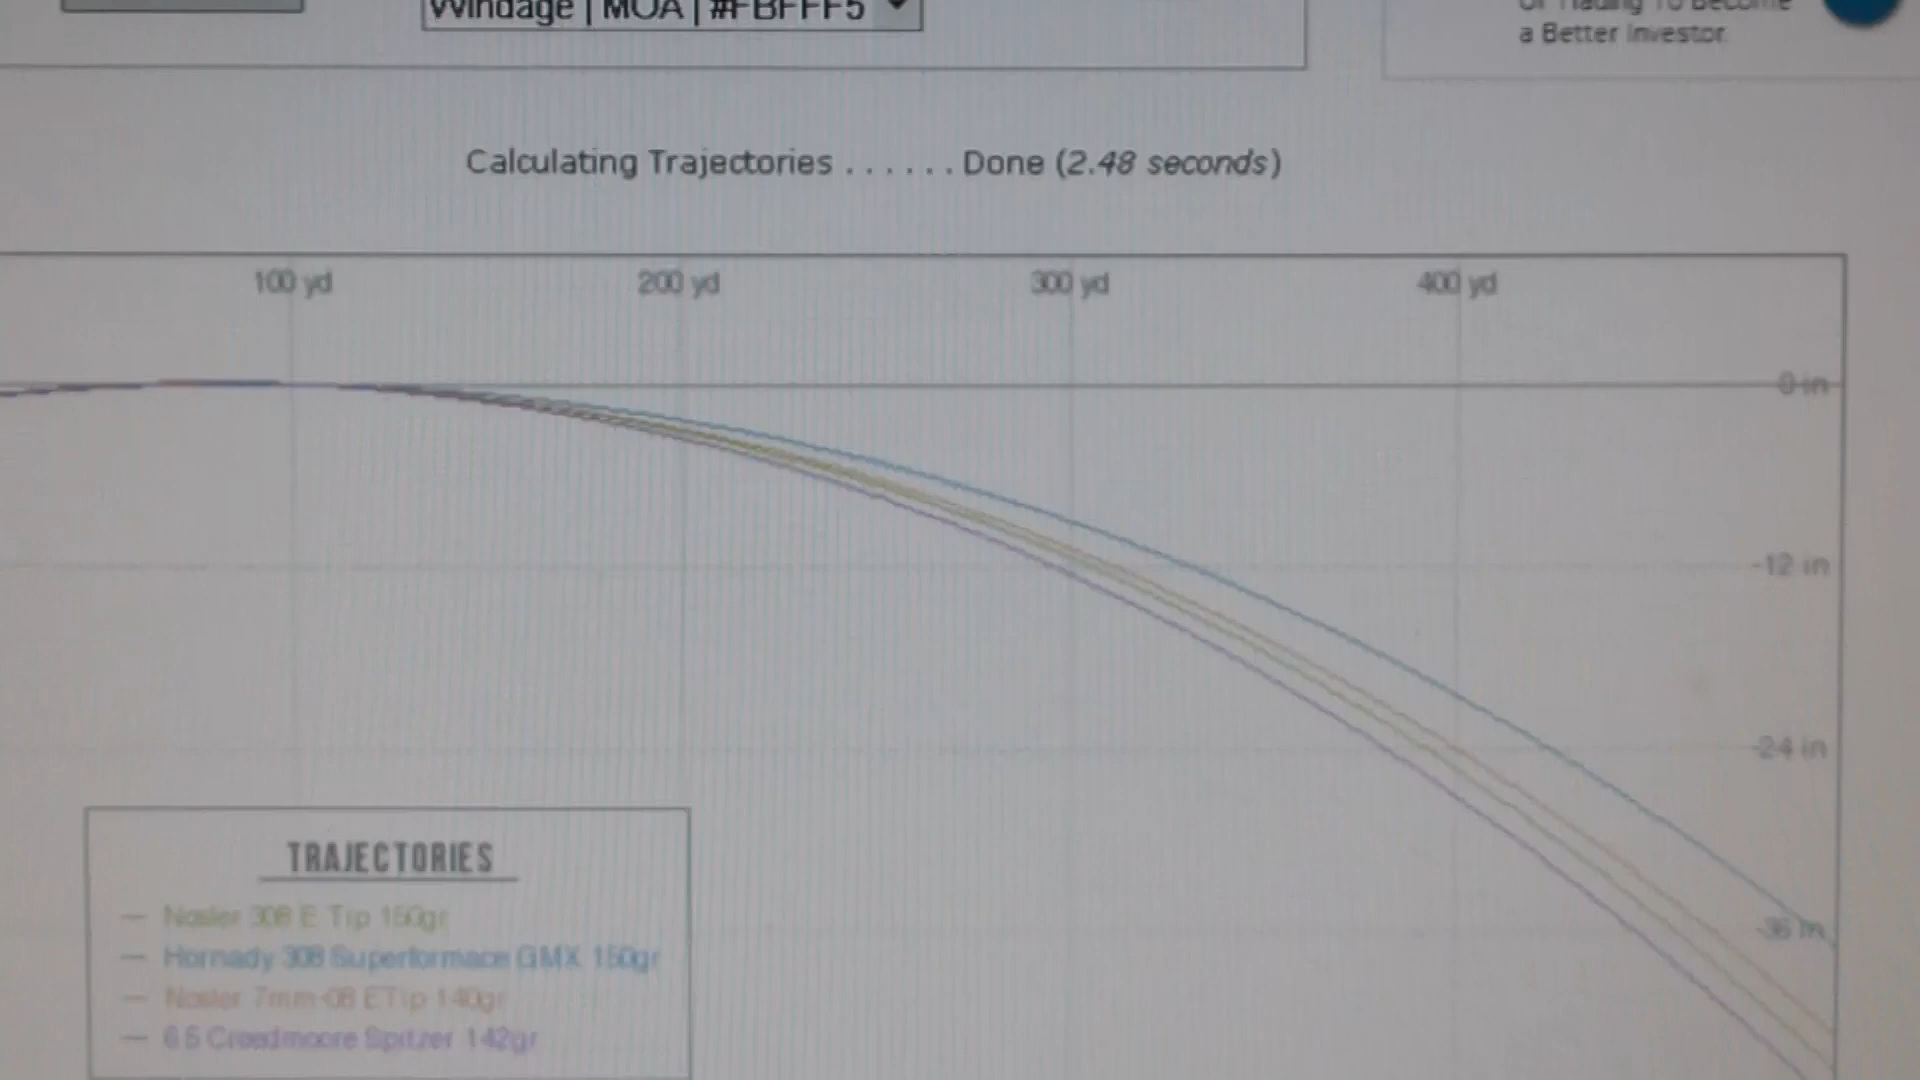 Windage | MOA | #FBFFF5
a Better Investor
Calculating Trajectories . . . . . . Done (2.48 seconds)
100 yd 200 yd 300 yd 400 yd
0 in
-12 in
-24 in
-36 in
TRAJECTORIES
Nosler 308 E Tip 150gr
Hornady 308 Superformace GMX 150gr
Nosler 7mm-08 ETip 140gr
6.5 Creedmoore Spitzer 142gr